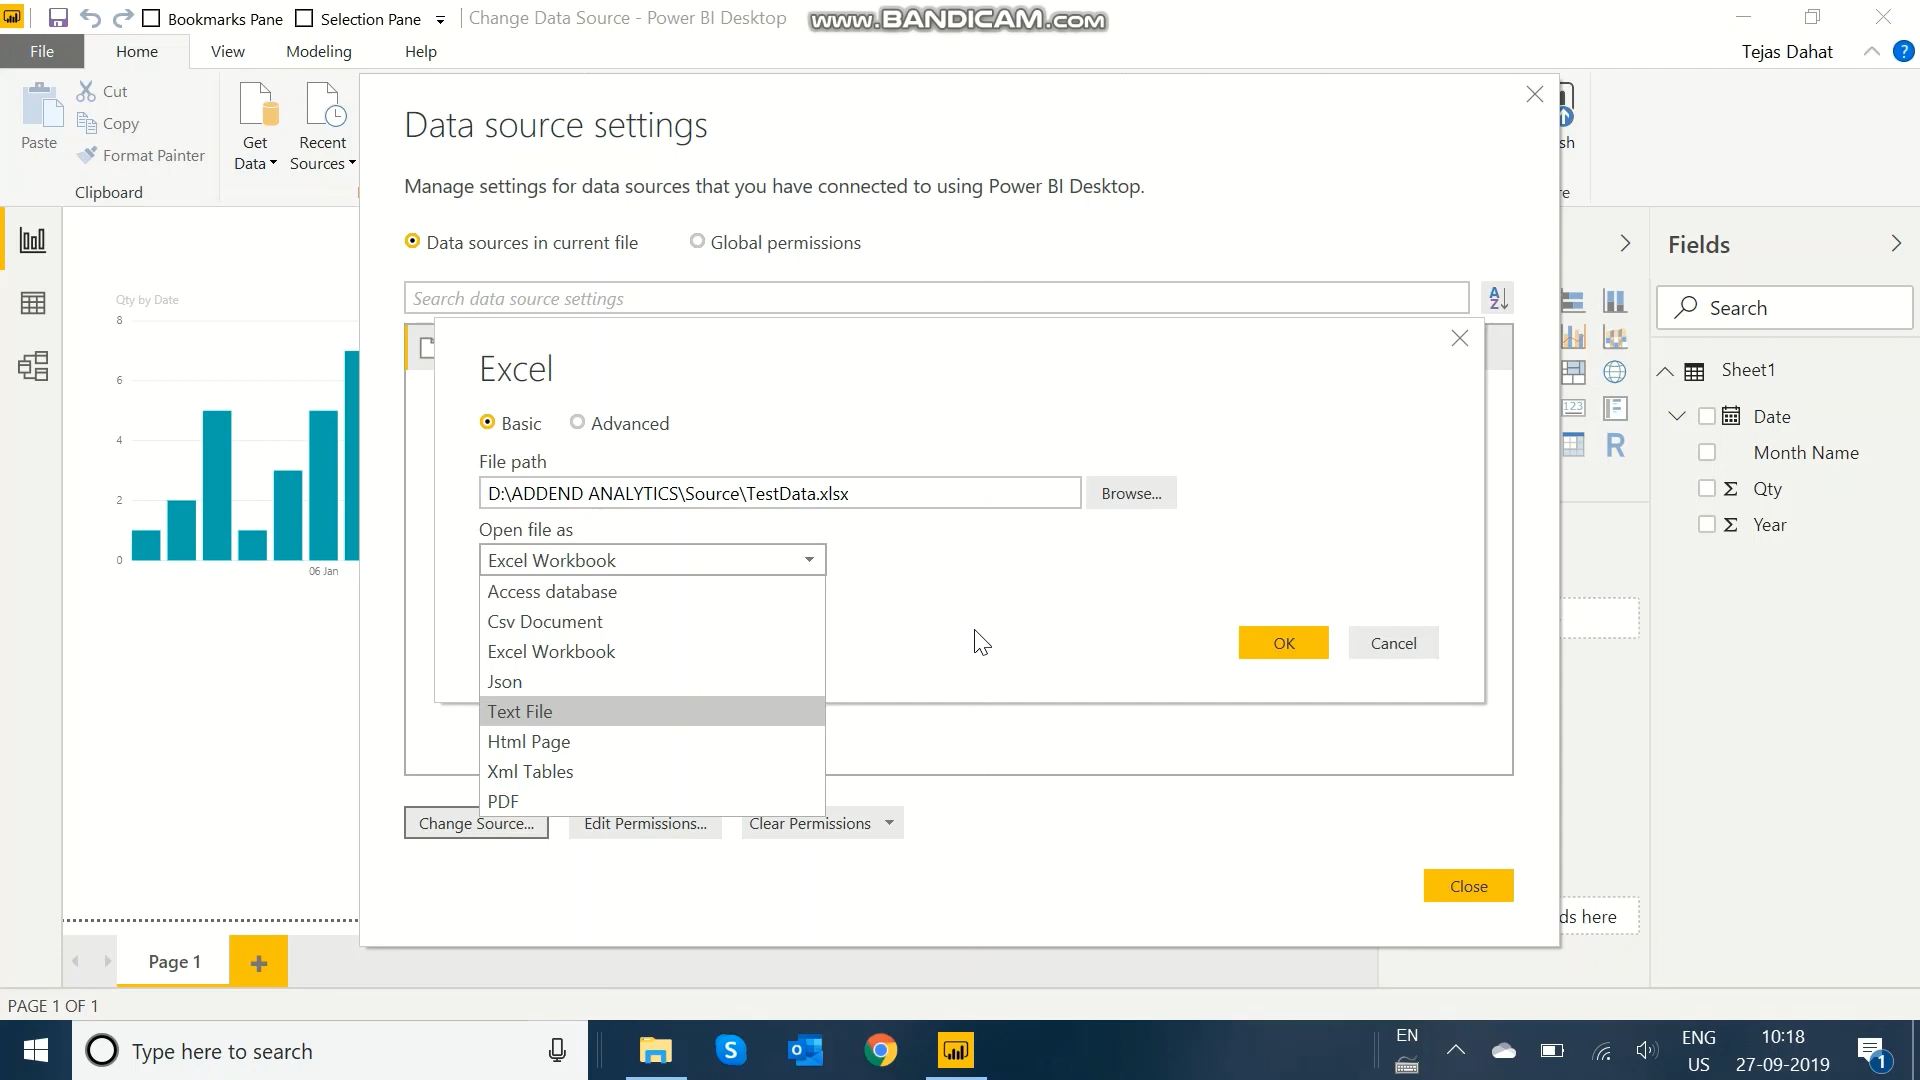 Bookmarks Pane
Selection Pane
Change Data Source - Power BI Desktop
www.BANDICAM.com
File
Home
View
Modeling
Help
Tejas Dahat
?
Paste
Cut
Copy
Format Painter
Clipboard
Get
Data
Recent
Sources
sh
re
Data source settings
Manage settings for data sources that you have connected to using Power BI Desktop.
Data sources in current file
Global permissions
Search data source settings
A
Z
Excel
Basic
Advanced
File path
D:\ADDEND ANALYTICS\Source\TestData.xlsx
Browse...
Open file as
Excel Workbook
Access database
Csv Document
Excel Workbook
Json
Text File
Html Page
Xml Tables
PDF
OK
Cancel
Change Source...
Edit Permissions...
Clear Permissions
Close
Qty by Date
8
6
4
2
0
06 Jan
123
R
ds here
Fields
Search
Sheet1
Date
Month Name
Σ Qty
Σ Year
Page 1
+
PAGE 1 OF 1
Type here to search
S
EN
ENG
US
10:18
27-09-2019
1